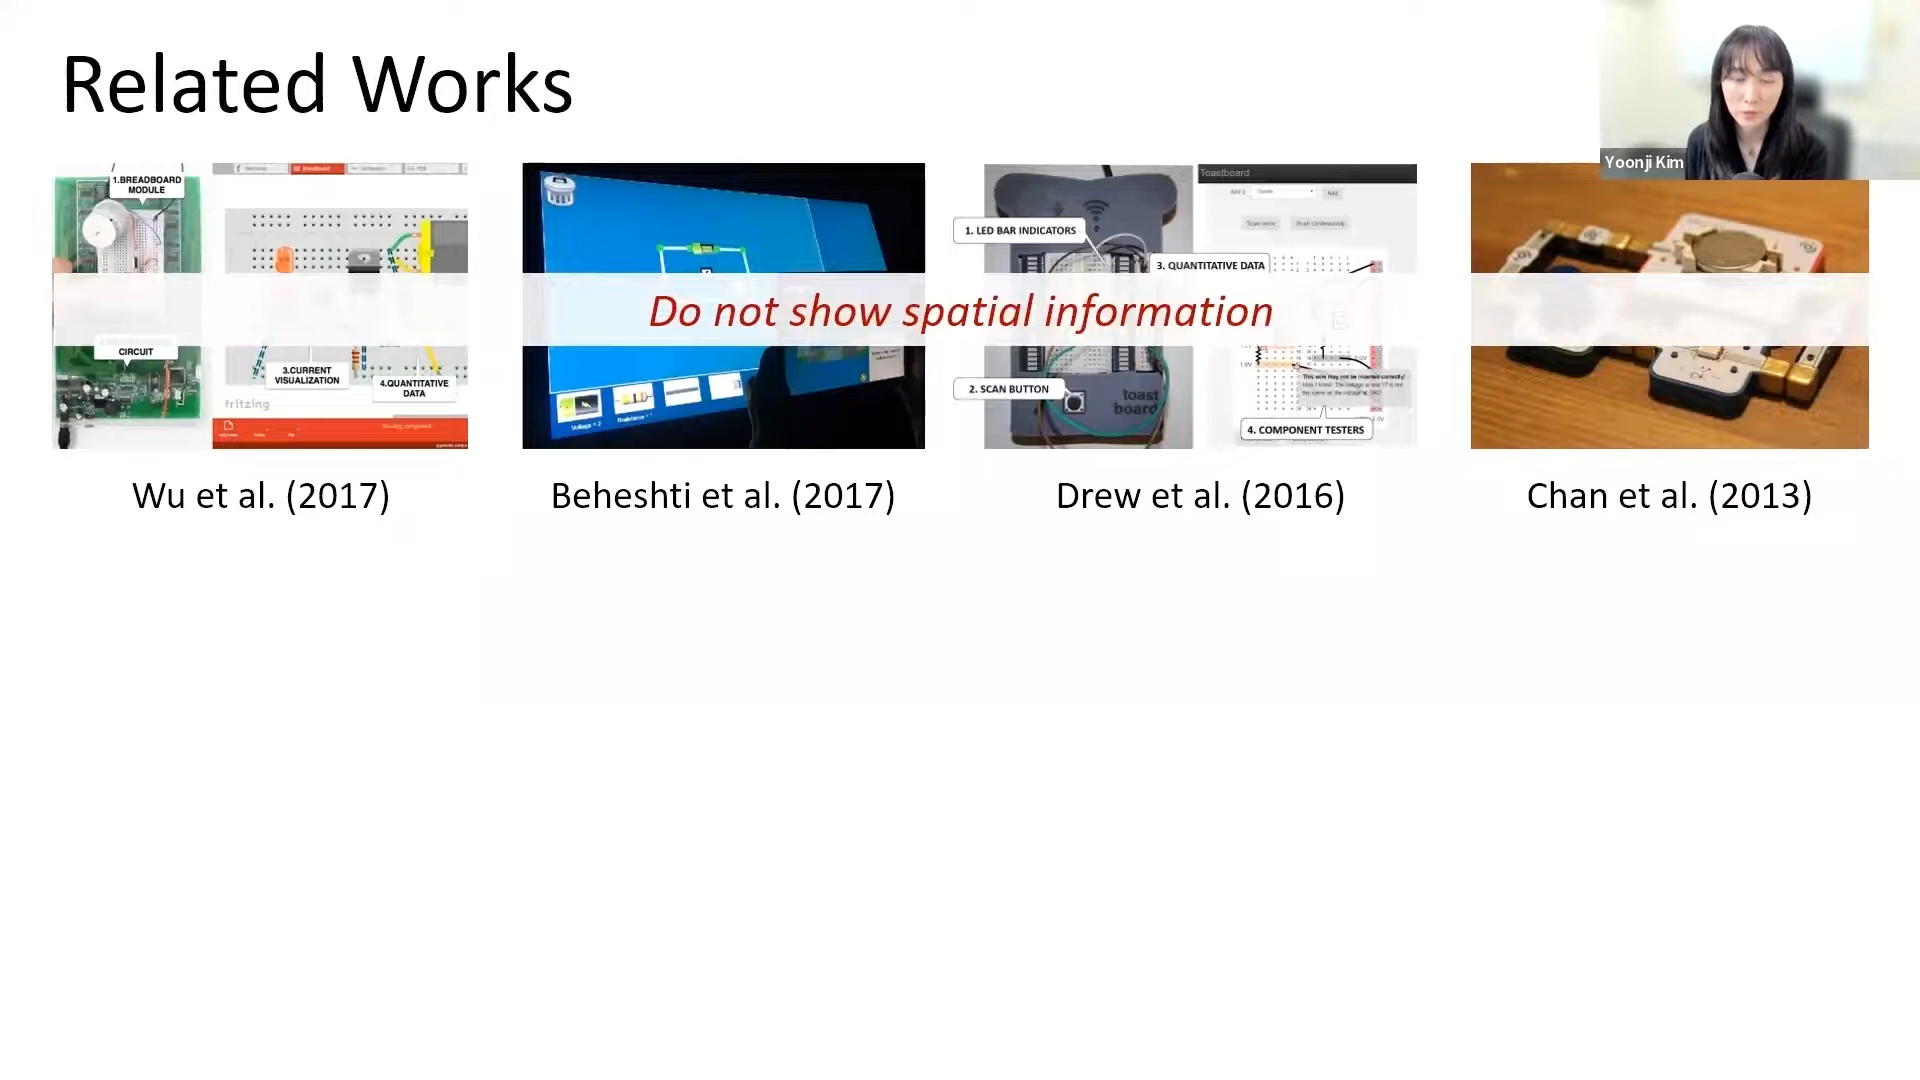 Related Works
Yoonji Kim
1.BREADBOARD
MODULE
CIRCUIT
3.CURRENT
VISUALIZATION
4.QUANTITATIVE
DATA
fritzing
Toastboard
1. LED BAR INDICATORS
3. QUANTITATIVE DATA
2. SCAN BUTTON
toast
board
4. COMPONENT TESTERS
Do not show spatial information
Wu et al. (2017)
Beheshti et al. (2017)
Drew et al. (2016)
Chan et al. (2013)